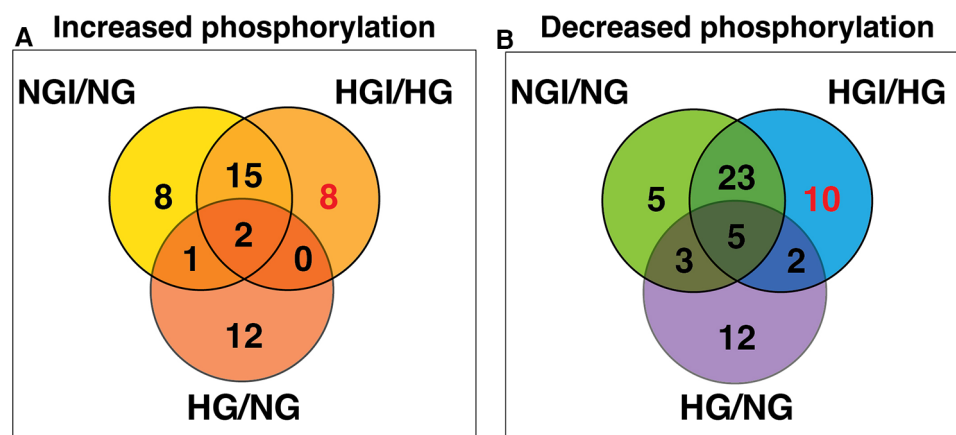 A Increased phosphorylation
NGI/NG HGI/HG
15
8 8
2
1 0
12
HG/NG
B Decreased phosphorylation
NGI/NG HGI/HG
23
5 10
5
3 2
12
HG/NG